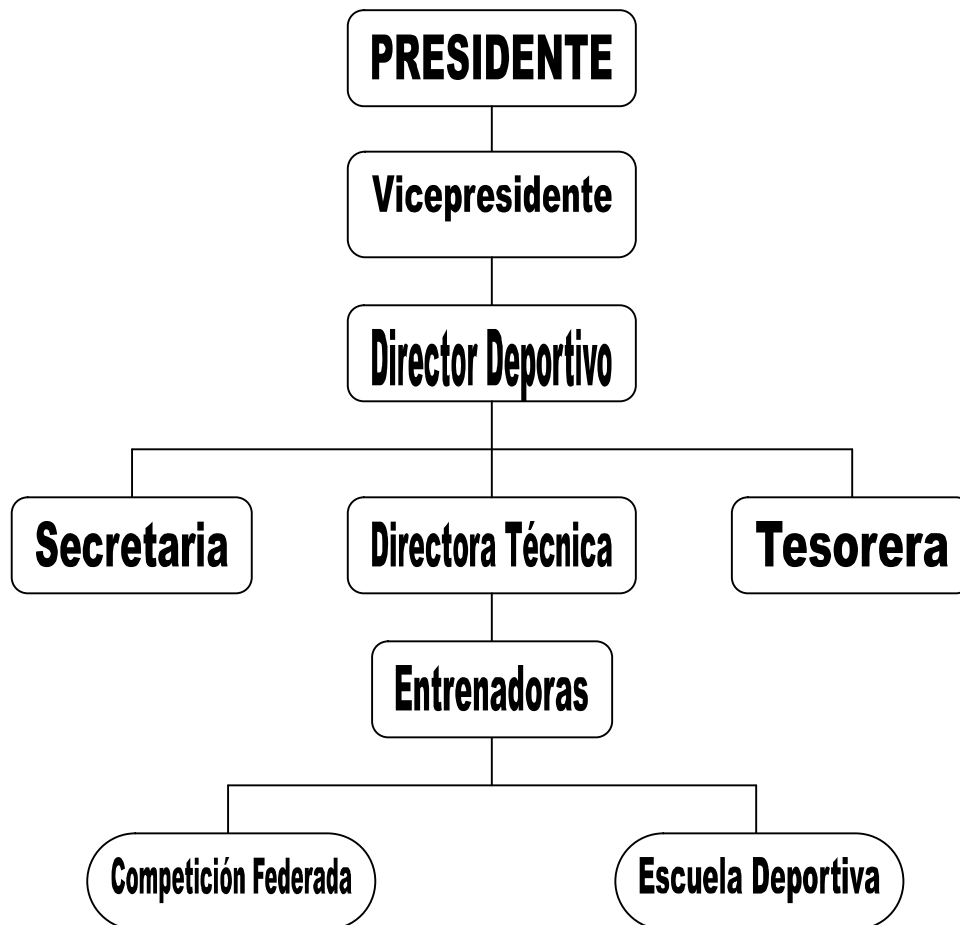 PRESIDENTE
Vicepresidente
Director Deportivo
Secretaria
Directora Técnica
Tesorera
Entrenadoras
Competición Federada
Escuela Deportiva